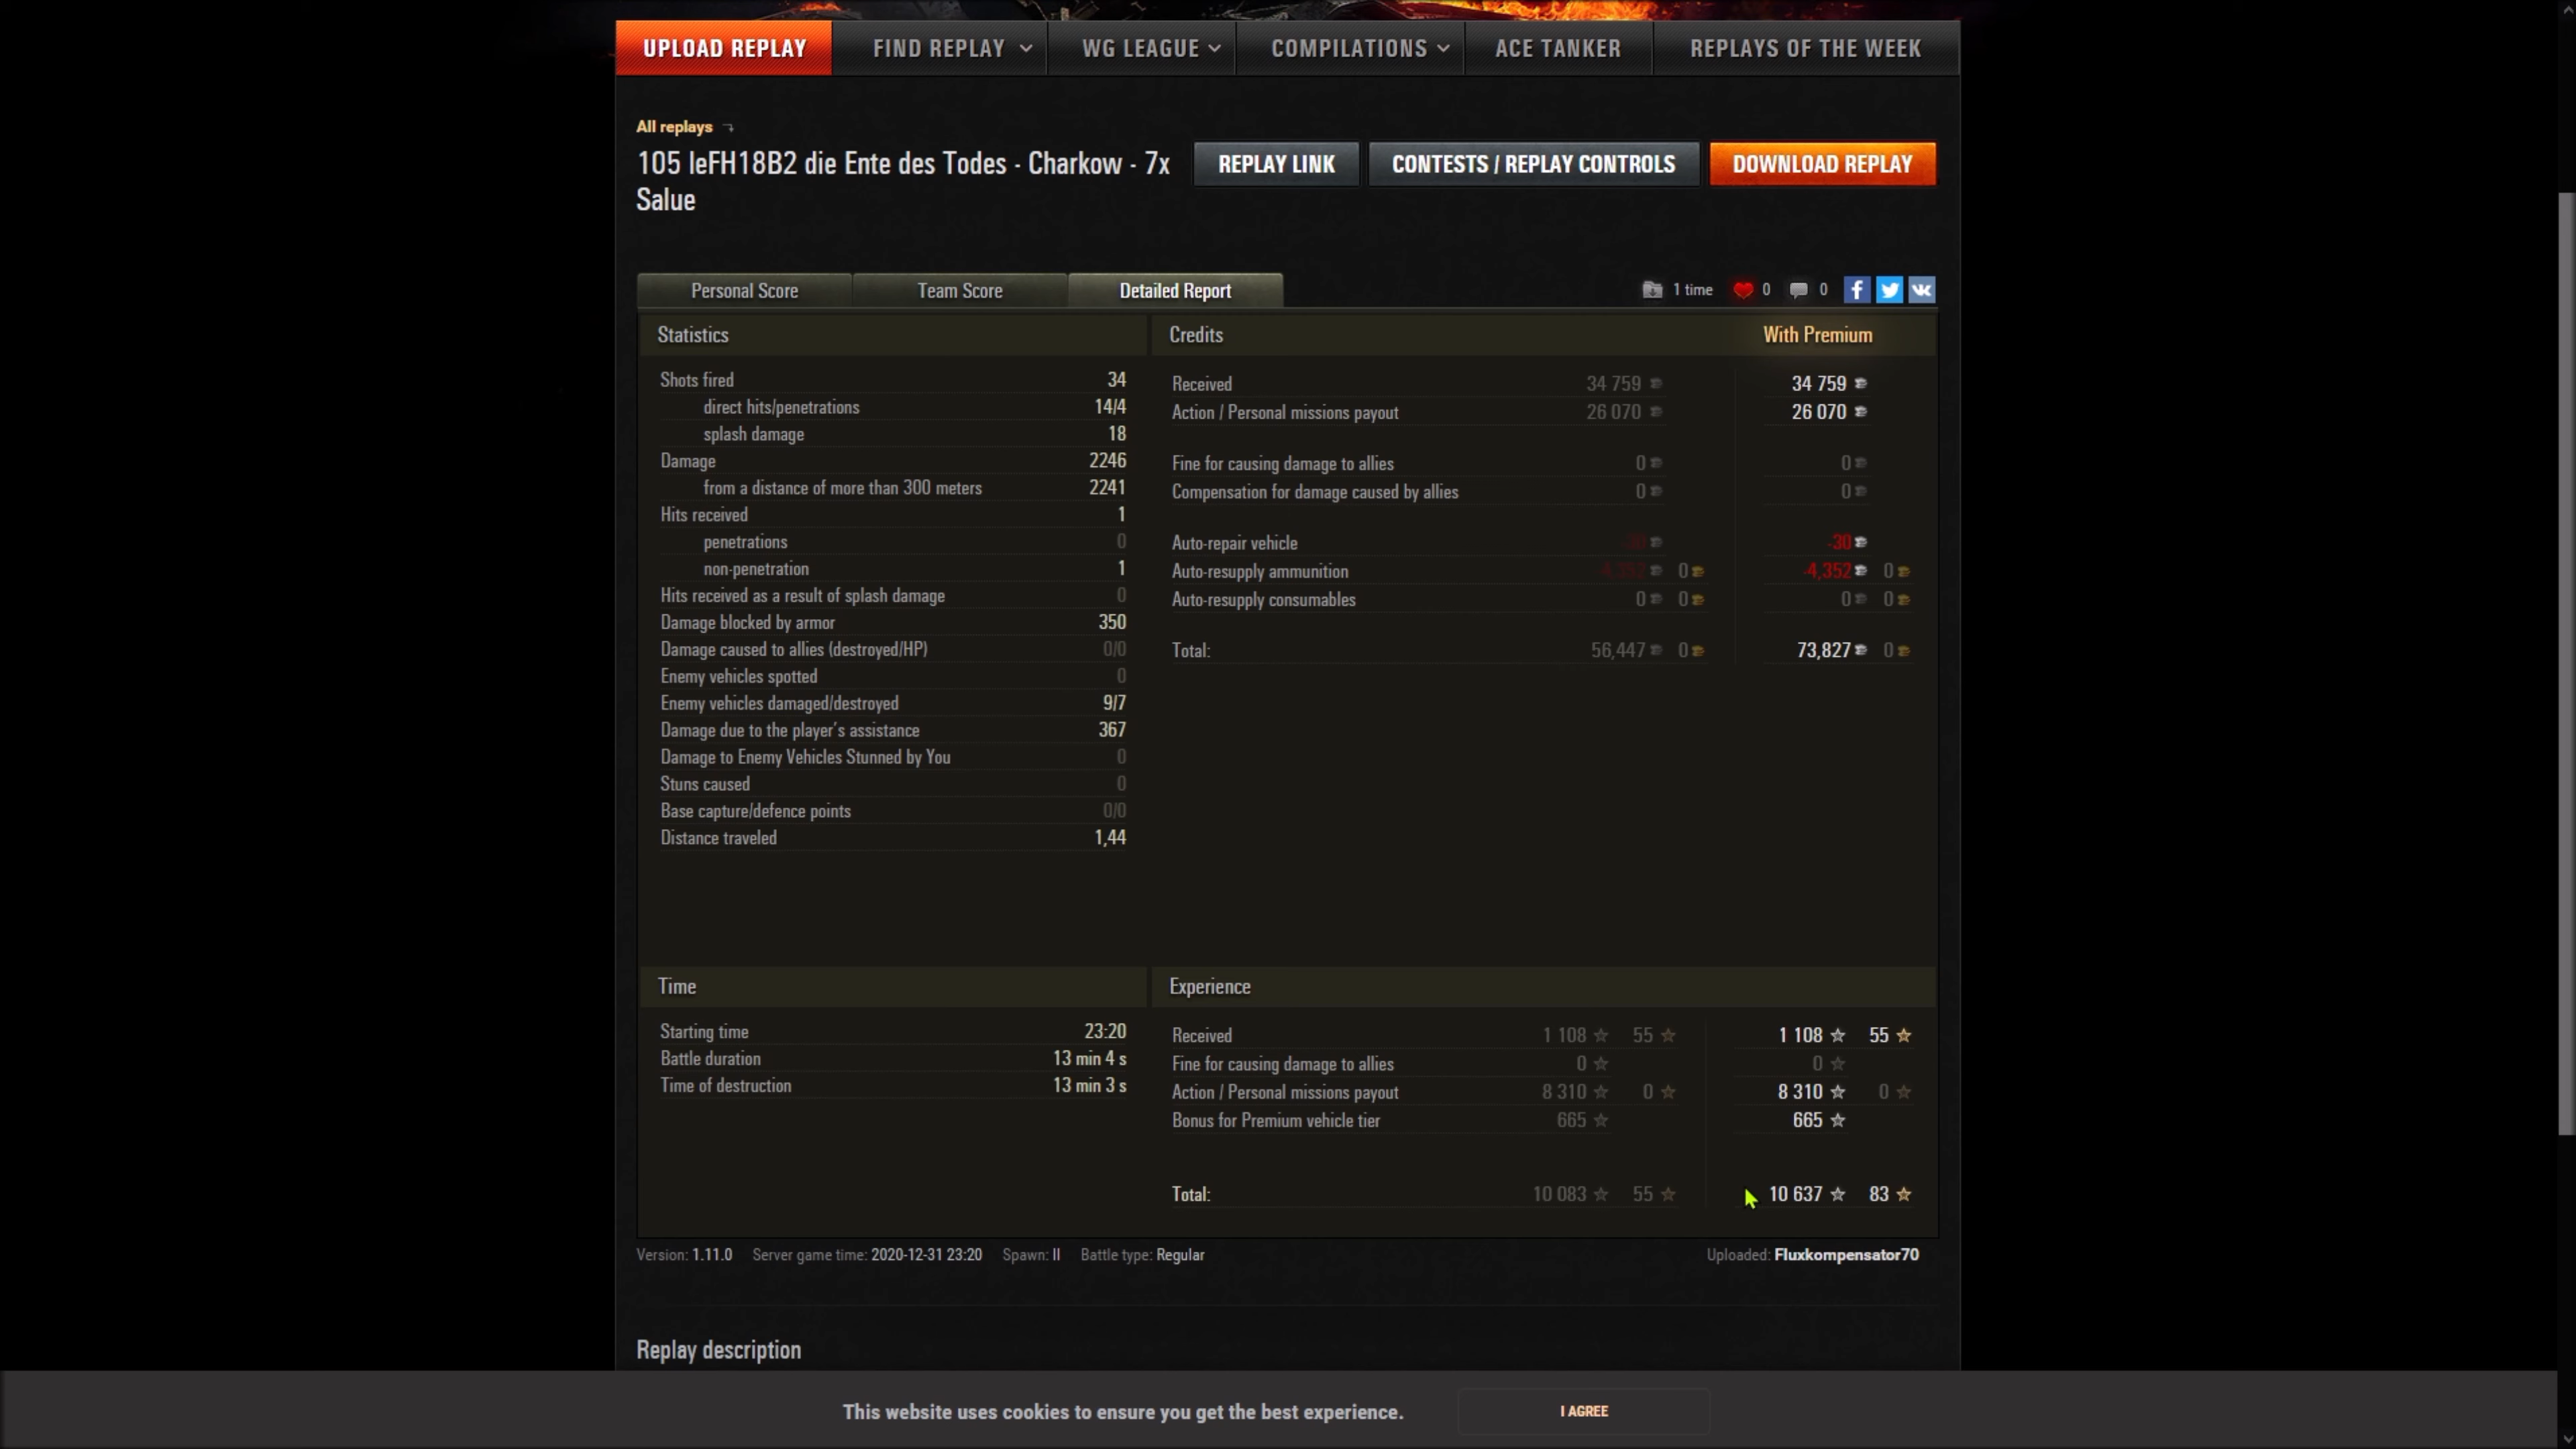 UPLOAD REPLAY FIND REPLAY WG LEAGUE COMPILATIONS ACE TANKER REPLAYS OF THE WEEK
All replays
105 leFH18B2 die Ente des Todes - Charkow - 7x
Salue
REPLAY LINK CONTESTS / REPLAY CONTROLS DOWNLOAD REPLAY
Personal Score Team Score Detailed Report 1 time 0 0
Statistics
Shots fired 34
direct hits/penetrations 14/4
splash damage 18
Damage 2246
from a distance of more than 300 meters 2241
Hits received 1
penetrations 0
non-penetration 1
Hits received as a result of splash damage 0
Damage blocked by armor 350
Damage caused to allies (destroyed/HP) 0/0
Enemy vehicles spotted 0
Enemy vehicles damaged/destroyed 9/7
Damage due to the player's assistance 367
Damage to Enemy Vehicles Stunned by You 0
Stuns caused 0
Base capture/defence points 0/0
Distance traveled 1,44
Credits With Premium
Received 34 759 34 759
Action / Personal missions payout 26 070 26 070
Fine for causing damage to allies 0 0
Compensation for damage caused by allies 0 0
Auto-repair vehicle -30 -30
Auto-resupply ammunition -4,352 0 -4,352 0
Auto-resupply consumables 0 0 0 0
Total: 56,447 0 73,827 0
Time
Starting time 23:20
Battle duration 13 min 4 s
Time of destruction 13 min 3 s
Experience
Received 1 108 55 1 108 55
Fine for causing damage to allies 0 0
Action / Personal missions payout 8 310 0 8 310 0
Bonus for Premium vehicle tier 665 665
Total: 10 083 55 10 637 83
Version: 1.11.0 Server game time: 2020-12-31 23:20 Spawn: II Battle type: Regular Uploaded: Fluxkompensator70
Replay description
This website uses cookies to ensure you get the best experience. I AGREE